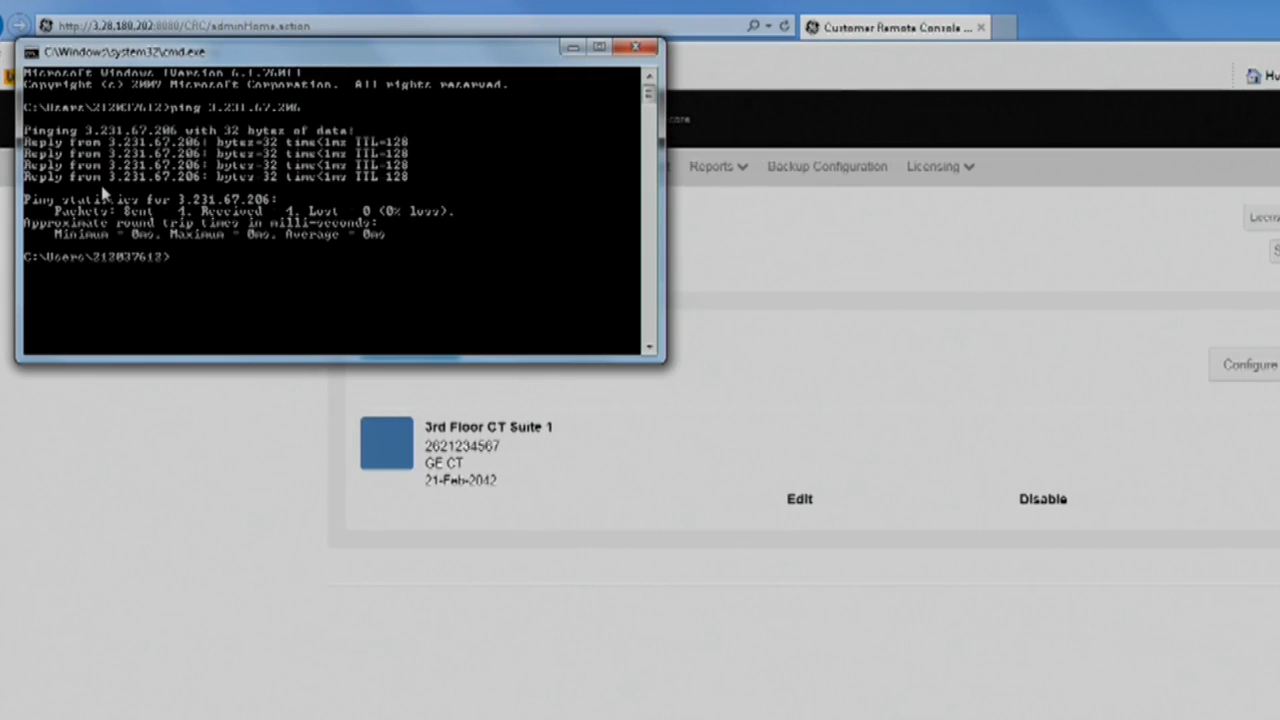 http://3.28.180.202:8080/CRC/adminHome.action
Customer Remote Console ...
C:\Windows\system32\cmd.exe
Microsoft Windows [Version 6.1.7601]
Copyright (c) 2009 Microsoft Corporation. All rights reserved.
C:\Users\212037612>ping 3.231.67.206
Pinging 3.231.67.206 with 32 bytes of data:
Reply from 3.231.67.206: bytes=32 time<1ms TTL=128
Reply from 3.231.67.206: bytes=32 time<1ms TTL=128
Reply from 3.231.67.206: bytes=32 time<1ms TTL=128
Reply from 3.231.67.206: bytes=32 time<1ms TTL=128
Ping statistics for 3.231.67.206:
Packets: Sent = 4, Received = 4, Lost = 0 (0% loss),
Approximate round trip times in milli-seconds:
Minimum = 0ms, Maximum = 0ms, Average = 0ms
C:\Users\212037612>
Reports Backup Configuration Licensing
Configure
3rd Floor CT Suite 1
2621234567
GE CT
21-Feb-2042
Edit Disable